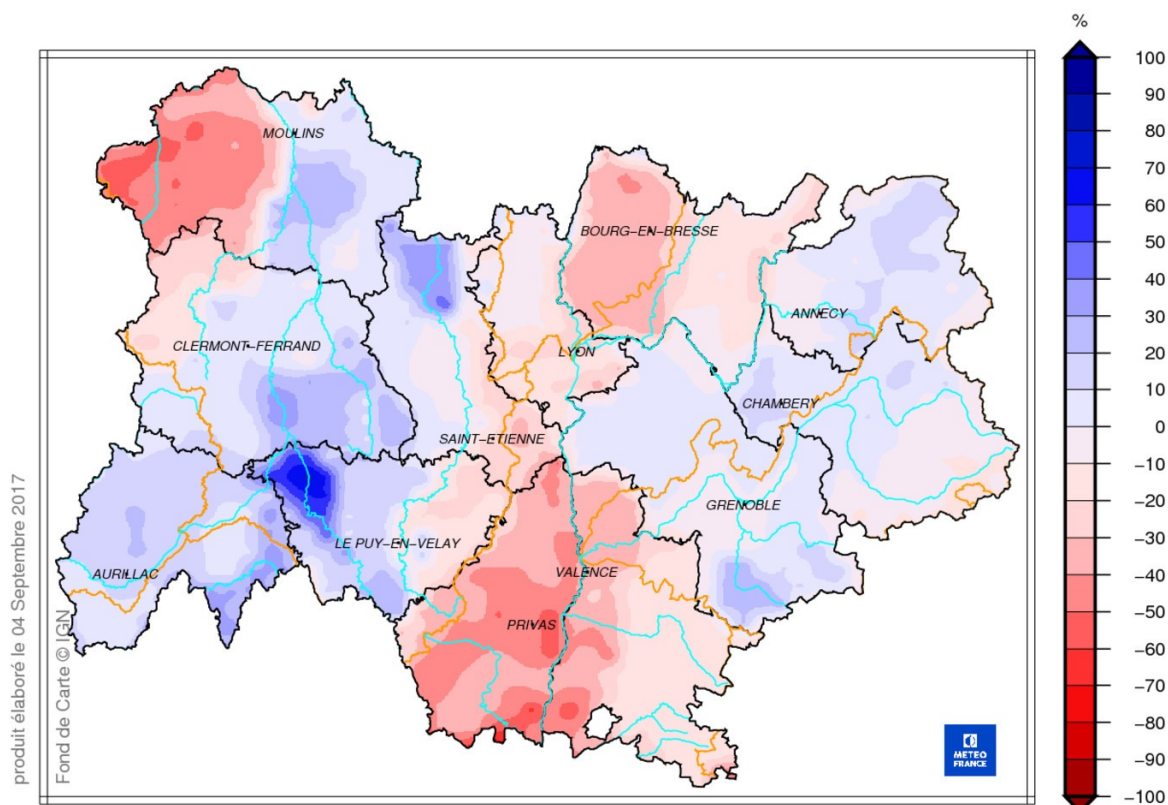 %
MOULINS
BOURG-EN-BRESSE
ANNECY
CLERMONT-FERRAND
LYON
CHAMBERY
SAINT-ETIENNE
GRENOBLE
LE PUY-EN-VELAY
VALENCE
AURILLAC
PRIVAS
100
90
80
70
60
50
40
30
20
10
0
-10
-20
-30
-40
-50
-60
-70
-80
-90
-100
produit élaboré le 04 Septembre 2017
Fond de Carte © IGN
METEO
FRANCE